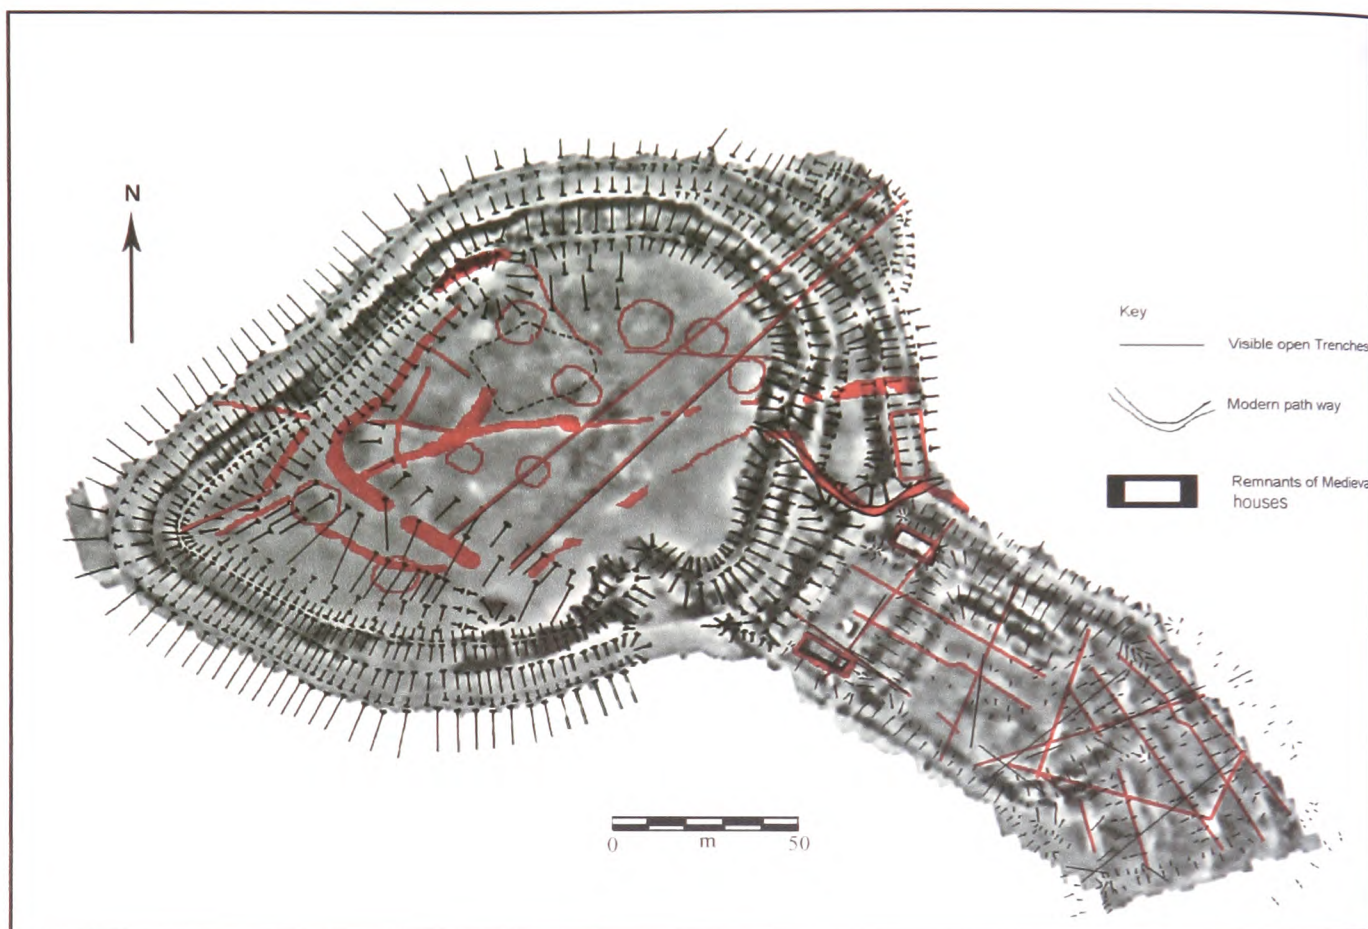 N
Key
Visible open Trenches
Modern path way
Remnants of Medieva
houses
0 m 50